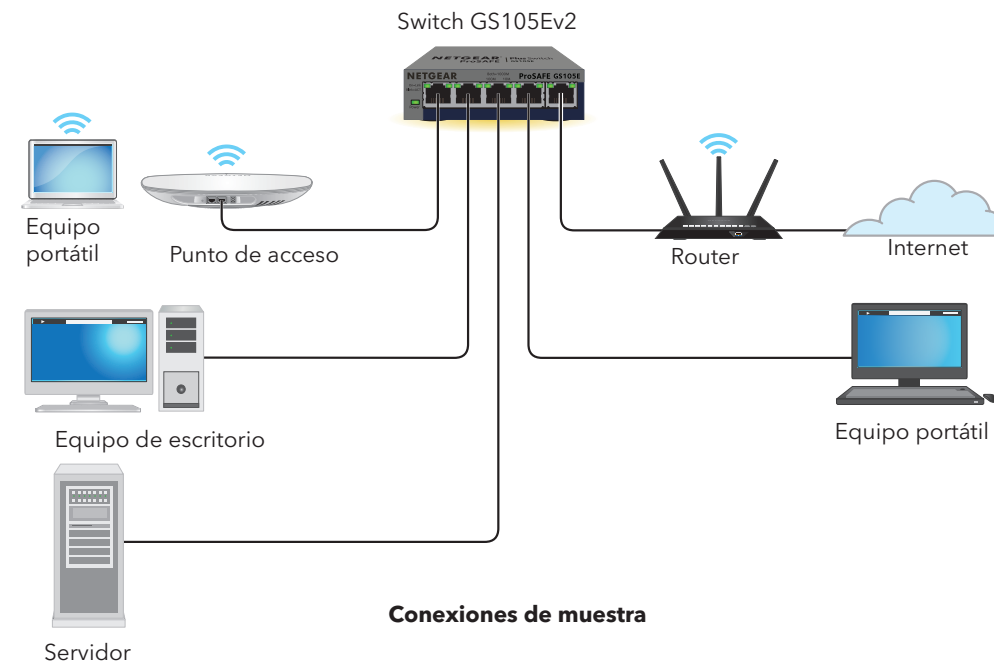 Switch GS105Ev2
NETGEAR
ProSAFE
NETGEAR
ProSAFE GS105E
Equipo
portátil
Punto de acceso
Router
Internet
Equipo de escritorio
Equipo portátil
Servidor
Conexiones de muestra